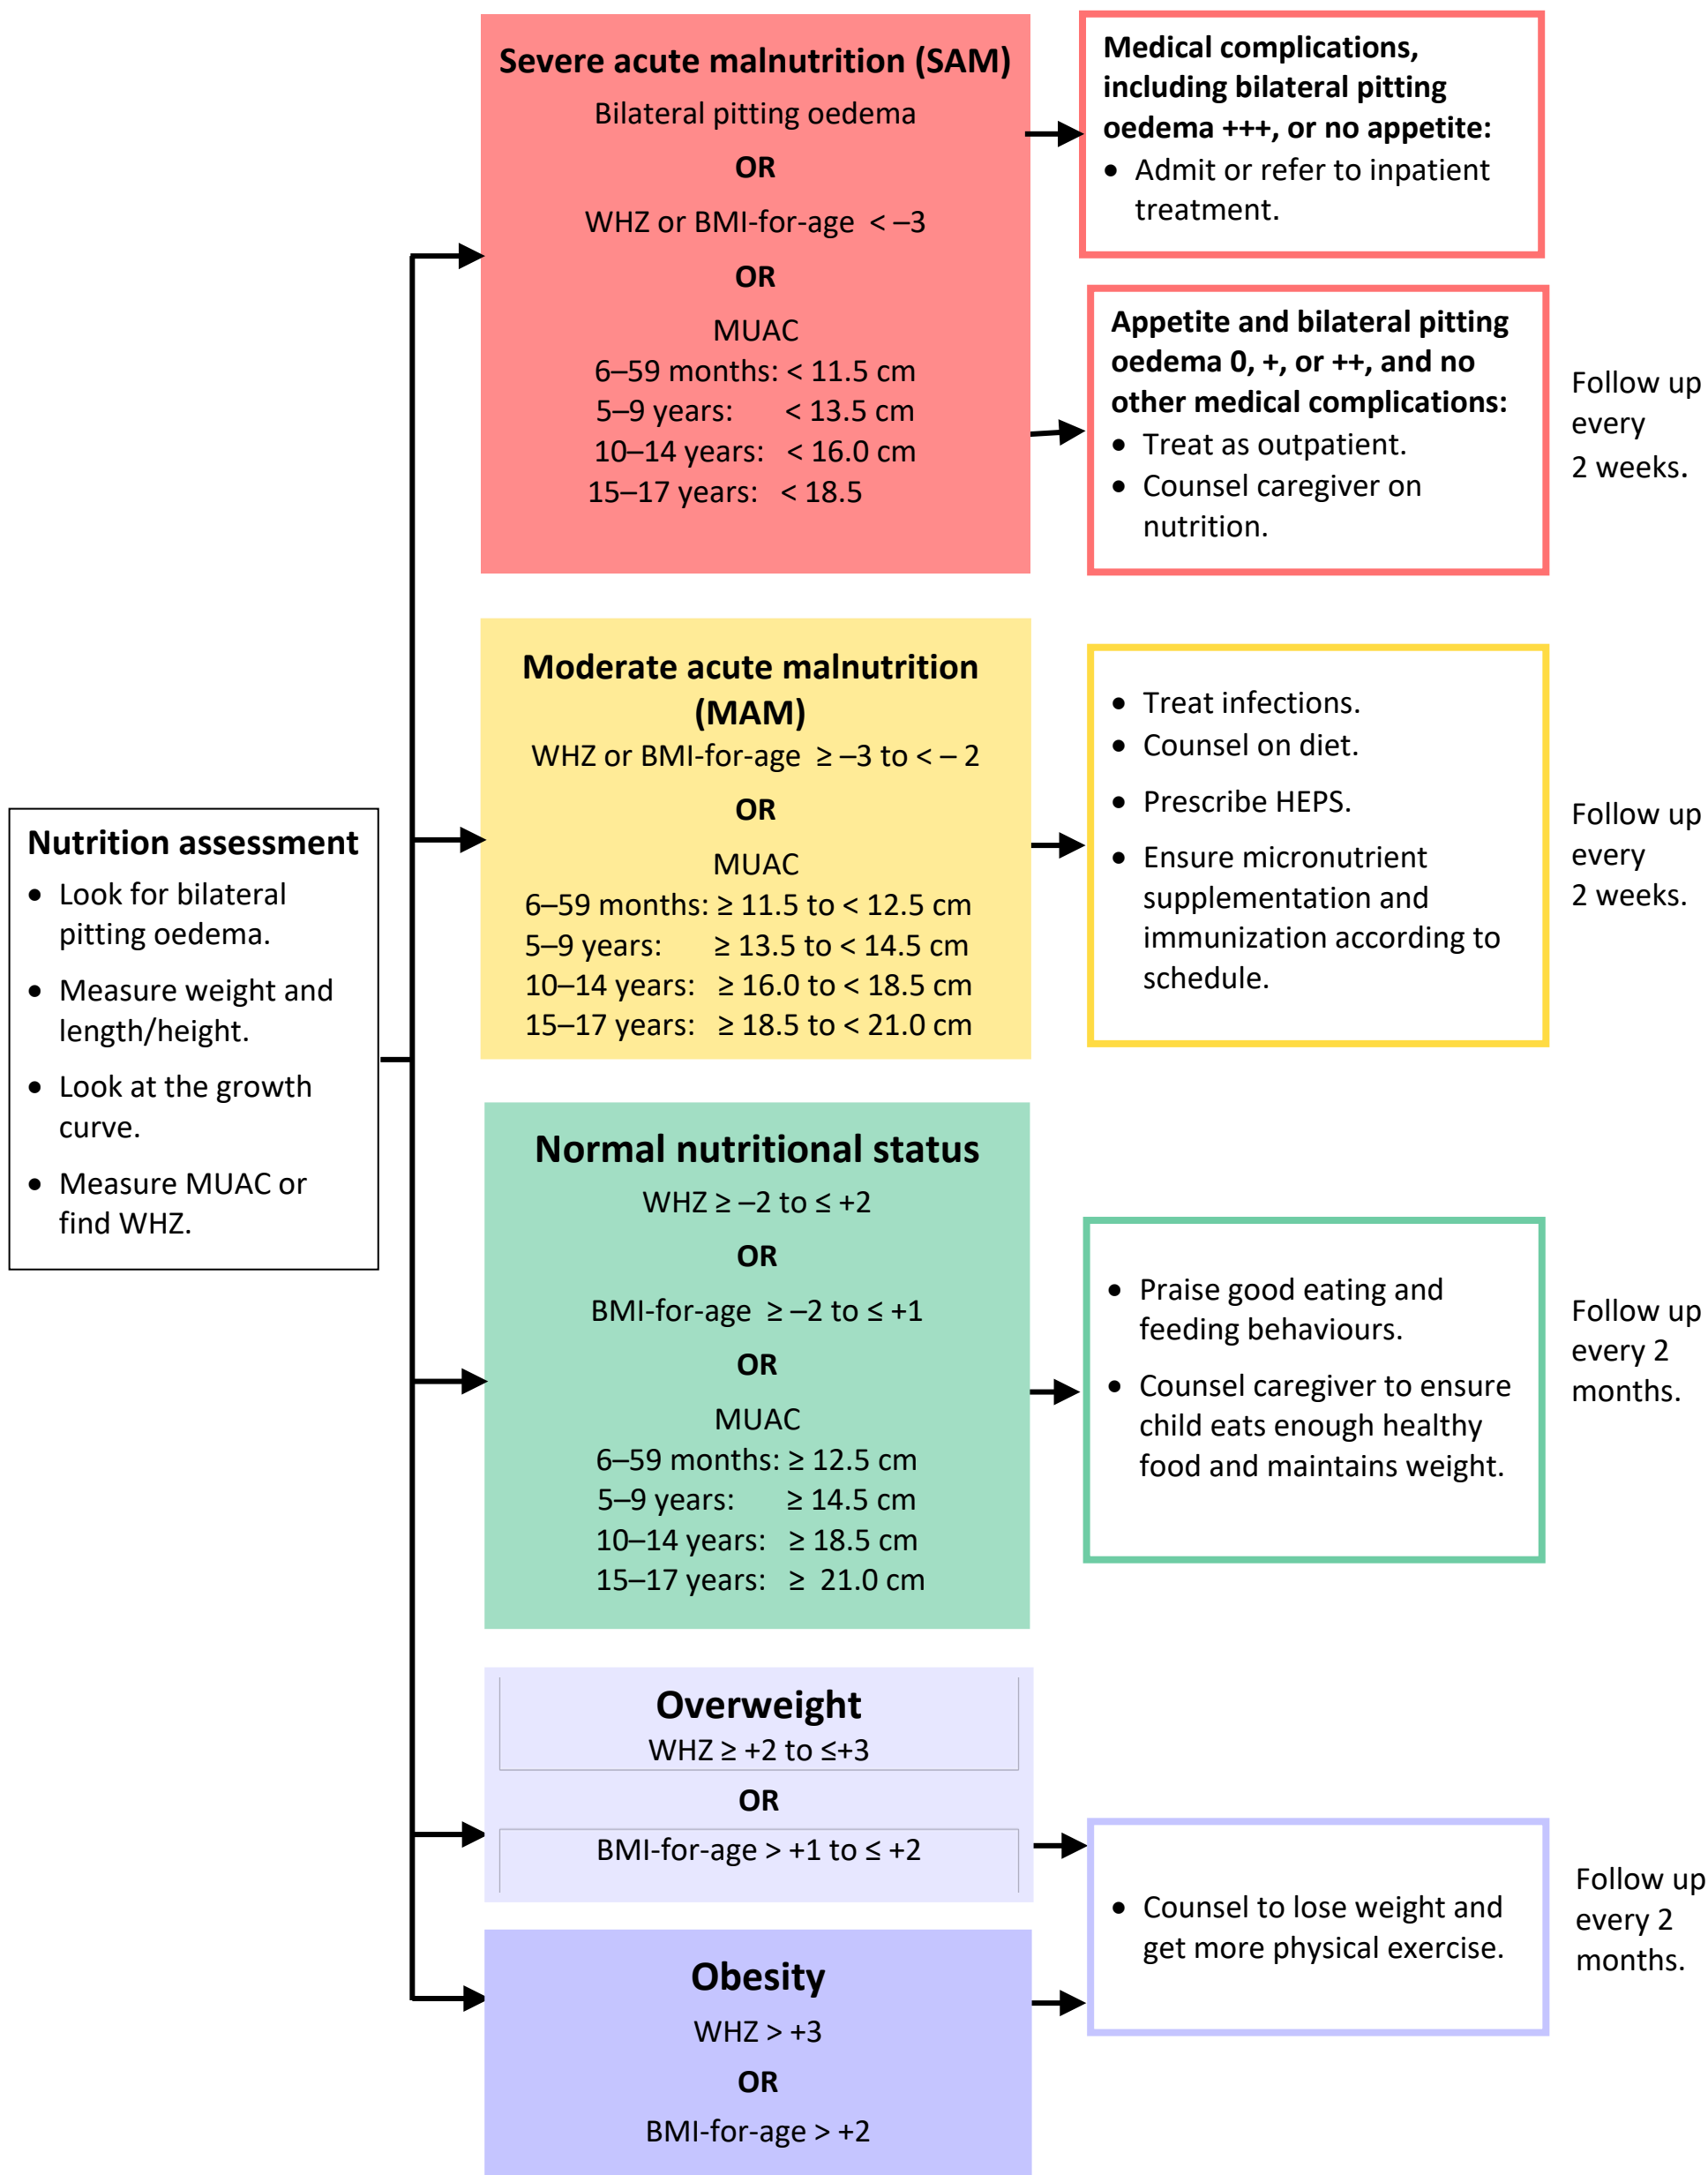 Nutrition assessment
• Look for bilateral
pitting oedema.
• Measure weight and
length/height.
• Look at the growth
curve.
• Measure MUAC or
find WHZ.
Severe acute malnutrition (SAM)
Bilateral pitting oedema
OR
WHZ or BMI-for-age < –3
OR
MUAC
6–59 months: < 11.5 cm
5–9 years: < 13.5 cm
10–14 years: < 16.0 cm
15–17 years: < 18.5
Medical complications,
including bilateral pitting
oedema +++, or no appetite:
• Admit or refer to inpatient
treatment.
Appetite and bilateral pitting
oedema 0, +, or ++, and no
other medical complications:
• Treat as outpatient.
• Counsel caregiver on
nutrition.
Follow up
every
2 weeks.
Moderate acute malnutrition
(MAM)
WHZ or BMI-for-age ≥ –3 to < – 2
OR
MUAC
6–59 months: ≥ 11.5 to < 12.5 cm
5–9 years: ≥ 13.5 to < 14.5 cm
10–14 years: ≥ 16.0 to < 18.5 cm
15–17 years: ≥ 18.5 to < 21.0 cm
• Treat infections.
• Counsel on diet.
• Prescribe HEPS.
• Ensure micronutrient
supplementation and
immunization according to
schedule.
Follow up
every
2 weeks.
Normal nutritional status
WHZ ≥ –2 to ≤ +2
OR
BMI-for-age ≥ –2 to ≤ +1
OR
MUAC
6–59 months: ≥ 12.5 cm
5–9 years: ≥ 14.5 cm
10–14 years: ≥ 18.5 cm
15–17 years: ≥ 21.0 cm
• Praise good eating and
feeding behaviours.
• Counsel caregiver to ensure
child eats enough healthy
food and maintains weight.
Follow up
every 2
months.
Overweight
WHZ ≥ +2 to ≤+3
OR
BMI-for-age > +1 to ≤ +2
Obesity
WHZ > +3
OR
BMI-for-age > +2
• Counsel to lose weight and
get more physical exercise.
Follow up
every 2
months.